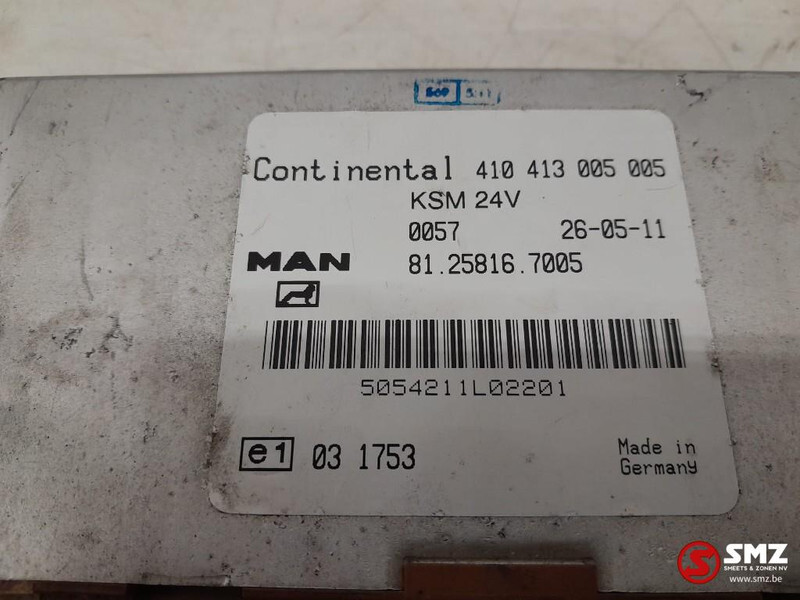 Continental 410 413 005 005
KSM 24V
0057 26-05-11
MAN 81.25816.7005
5054211L02201
e1 03 1753
Made in
Germany
SMZ
SMEETS & ZONEN NV
www.smz.be